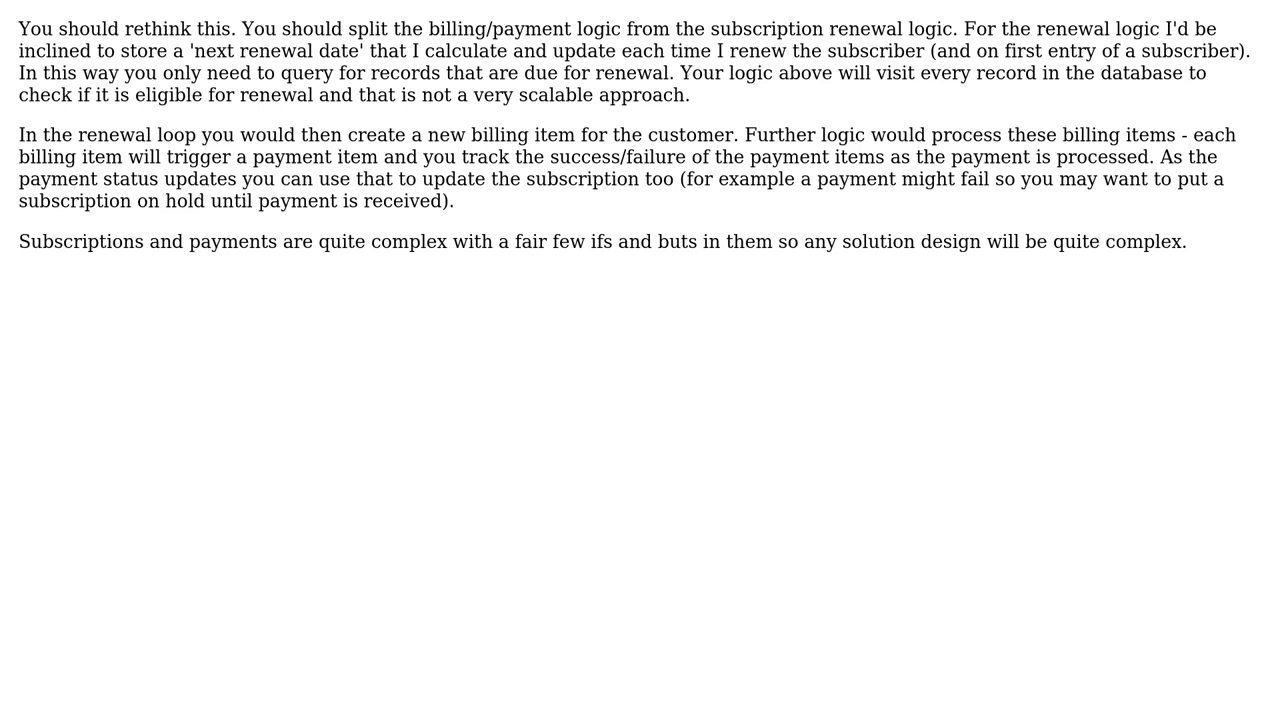 You should rethink this. You should split the billing/payment logic from the subscription renewal logic. For the renewal logic I'd be
inclined to store a 'next renewal date' that I calculate and update each time I renew the subscriber (and on first entry of a subscriber).
In this way you only need to query for records that are due for renewal. Your logic above will visit every record in the database to
check if it is eligible for renewal and that is not a very scalable approach.
In the renewal loop you would then create a new billing item for the customer. Further logic would process these billing items - each
billing item will trigger a payment item and you track the success/failure of the payment items as the payment is processed. As the
payment status updates you can use that to update the subscription too (for example a payment might fail so you may want to put a
subscription on hold until payment is received).
Subscriptions and payments are quite complex with a fair few ifs and buts in them so any solution design will be quite complex.